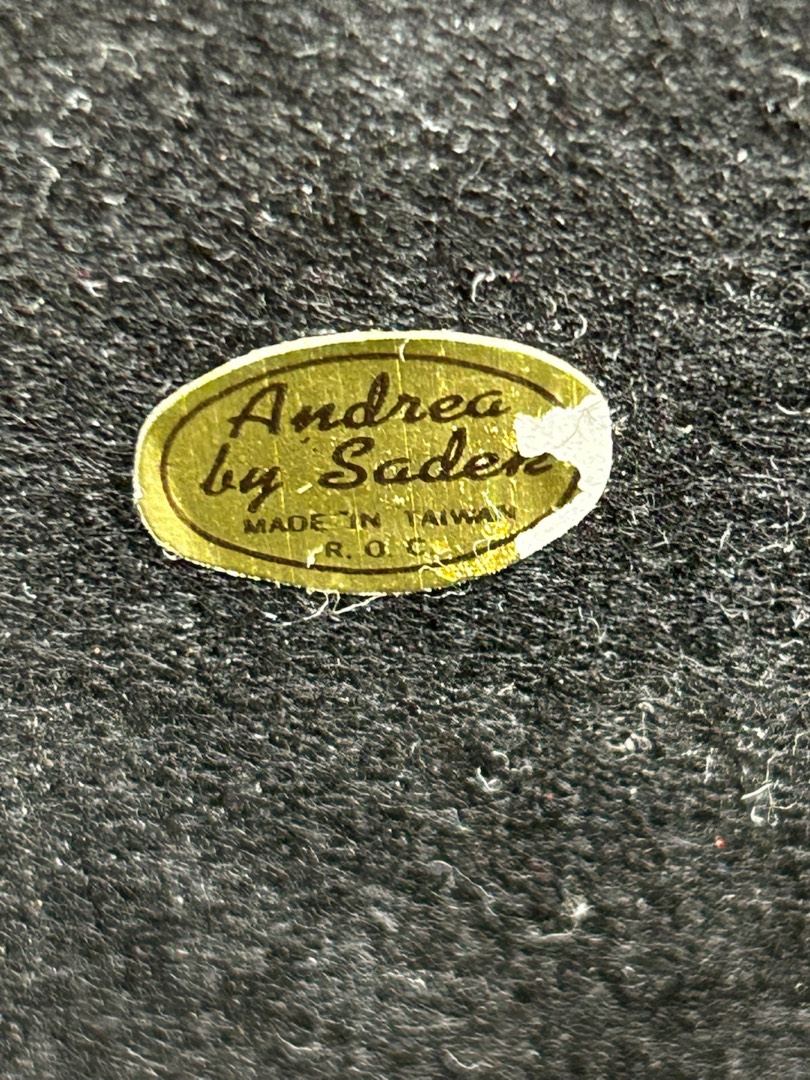 Andrea
by Sadek
MADE IN TAIWAN
R. O. C.